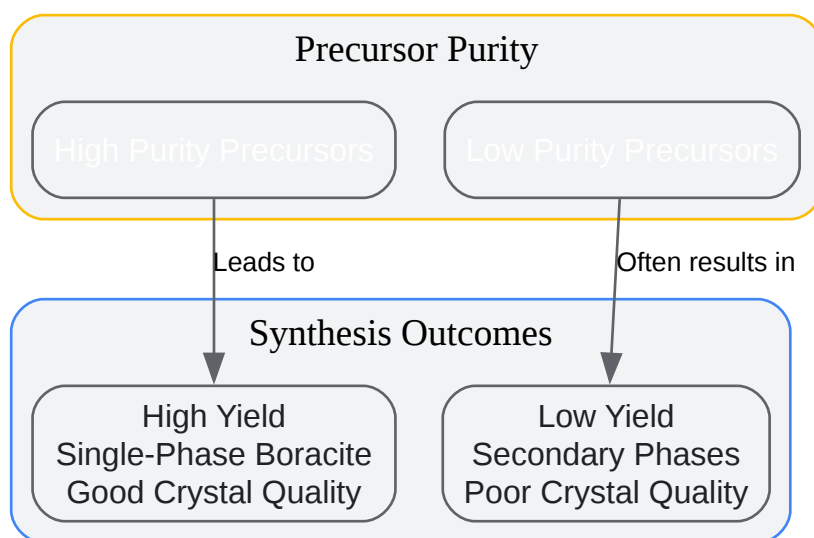 Precursor Purity
High Purity Precursors
Low Purity Precursors
Leads to
Often results in
Synthesis Outcomes
High Yield
Single-Phase Boracite
Good Crystal Quality
Low Yield
Secondary Phases
Poor Crystal Quality